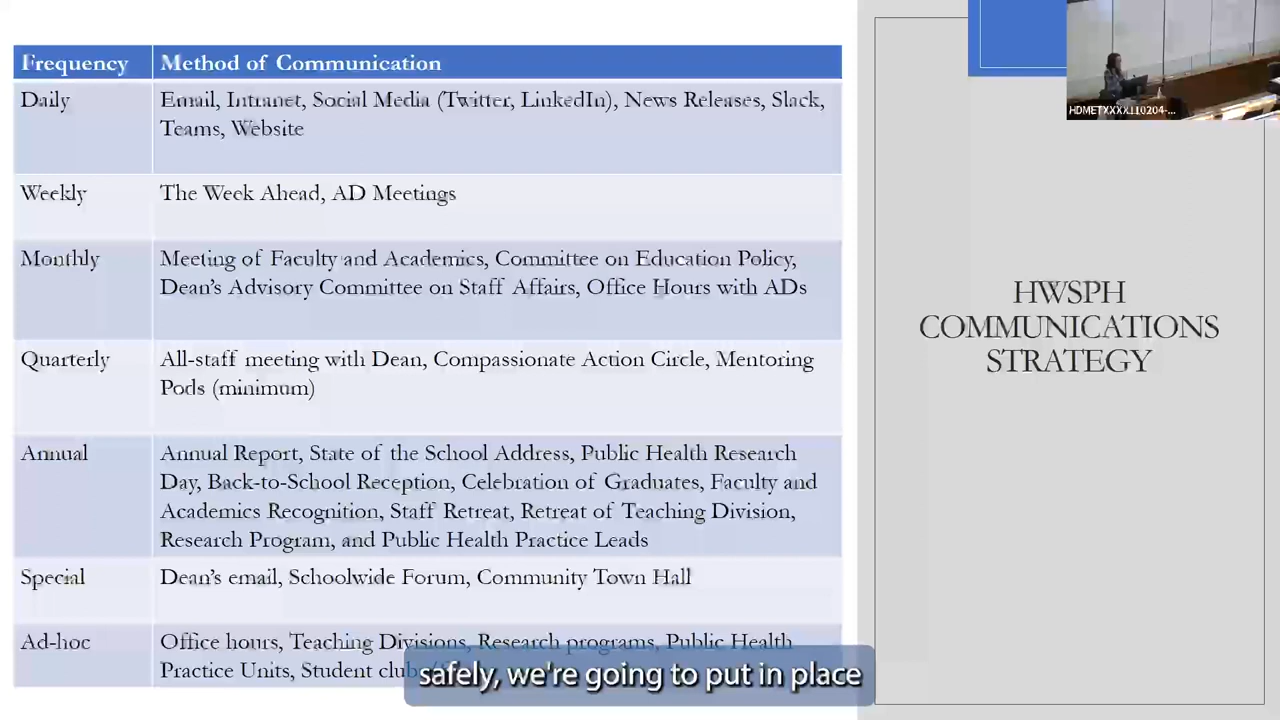 Frequency Method of Communication
Daily Email, Intranet, Social Media (Twitter, LinkedIn), News Releases, Slack,
Teams, Website
Weekly The Week Ahead, AD Meetings
Monthly Meeting of Faculty and Academics, Committee on Education Policy,
Dean's Advisory Committee on Staff Affairs, Office Hours with ADs
Quarterly All-staff meeting with Dean, Compassionate Action Circle, Mentoring
Pods (minimum)
Annual Annual Report, State of the School Address, Public Health Research
Day, Back-to-School Reception, Celebration of Graduates, Faculty and
Academics Recognition, Staff Retreat, Retreat of Teaching Division,
Research Program, and Public Health Practice Leads
Special Dean's email, Schoolwide Forum, Community Town Hall
Ad-hoc Office hours, Teaching Divisions, Research programs, Public Health
Practice Units, Student
HWSPH
COMMUNICATIONS
STRATEGY
HDMETXXXX110204-...
safely, we're going to put in place